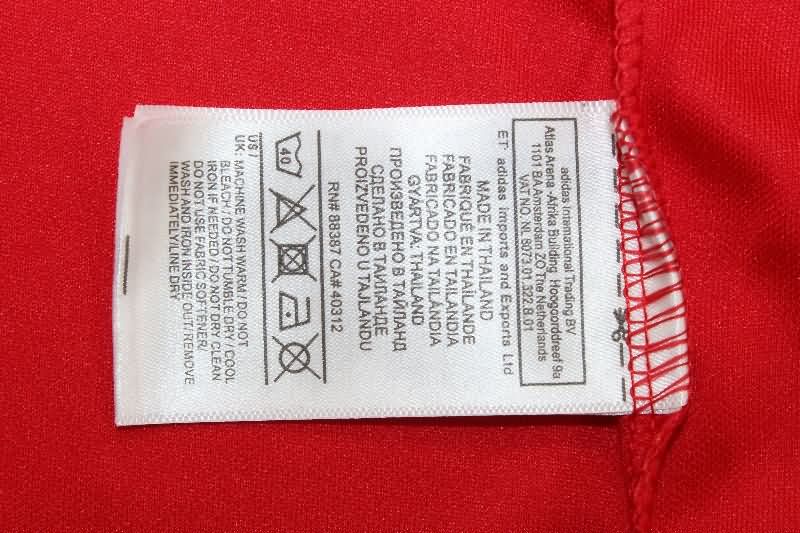 adidas International Trading BV
Atlas Arena -Afrika Building Hoogoorddreef 9a
1101 BA Amsterdam ZO The Netherlands
VAT NO. NL 8073.01.322.B.01
ET: adidas Imports and Exports Ltd
MADE IN THAILAND
FABRIQUÉ EN THAÏLANDE
FABRICADO EN TAILANDIA
FABRICADO NA TAILÂNDIA
GYÁRTVA, THAILAND
ПРОИЗВЕДЕНО В ТАЙЛАНД
СДЕЛАНО В ТАИЛАНДЕ
PROIZVEDENO U TAJLANDU
RN# 88387 CA# 40312
40
US /
UK: MACHINE WASH WARM / DO NOT
BLEACH / DO NOT TUMBLE DRY / COOL
IRON IF NEEDED / DO NOT DRY CLEAN
DO NOT USE FABRIC SOFTENER/
WASH AND IRON INSIDE OUT / REMOVE
IMMEDIATELY/LINE DRY